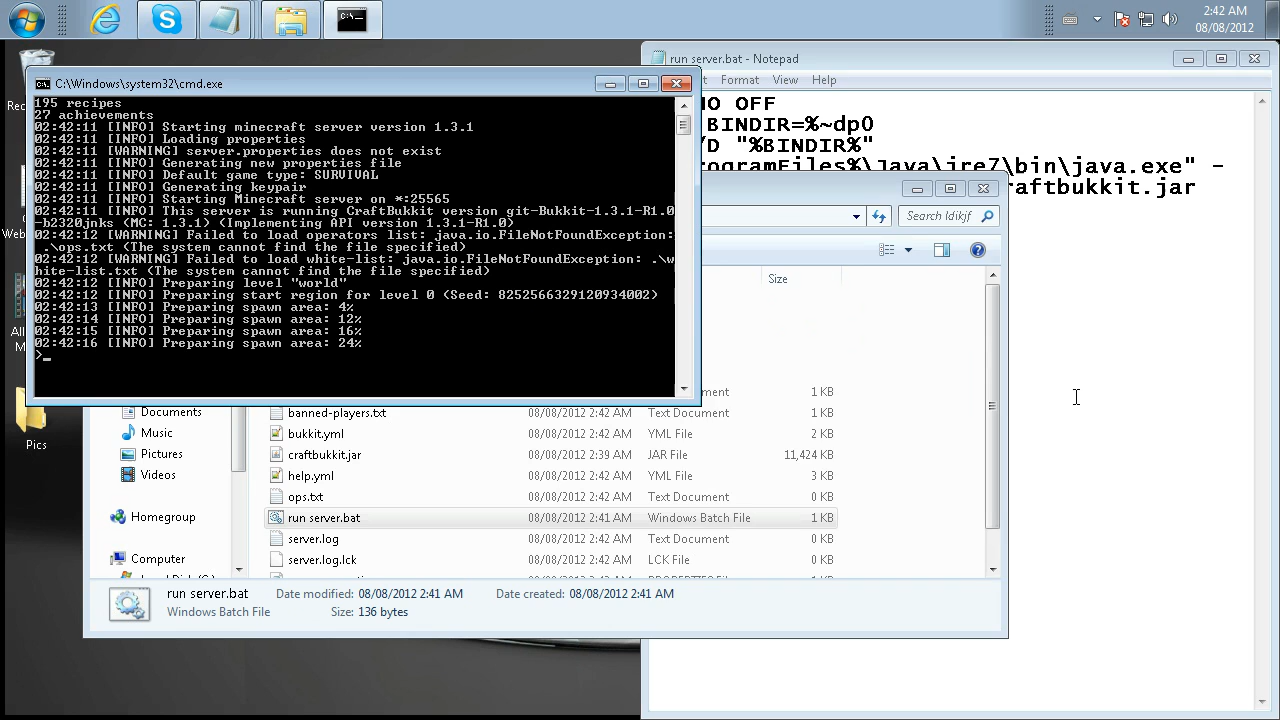 2:42 AM
08/08/2012
run server.bat - Notepad
Format View Help
OFF
BINDIR=%~dp0
"%BINDIR%"
\Java\jre7\bin\java.exe" -
craftbukkit.jar
C:\Windows\system32\cmd.exe
195 recipes
27 achievements
02:42:11 [INFO] Starting minecraft server version 1.3.1
02:42:11 [INFO] Loading properties
02:42:11 [WARNING] server.properties does not exist
02:42:11 [INFO] Generating new properties file
02:42:11 [INFO] Default game type: SURVIVAL
02:42:11 [INFO] Generating keypair
02:42:11 [INFO] Starting Minecraft server on *:25565
02:42:11 [INFO] This server is running CraftBukkit version git-Bukkit-1.3.1-R1.0
-b2320jnks (MC: 1.3.1) (Implementing API version 1.3.1-R1.0)
02:42:12 [WARNING] Failed to load operators list: java.io.FileNotFoundException:
.\ops.txt (The system cannot find the file specified)
02:42:12 [WARNING] Failed to load white-list: java.io.FileNotFoundException: .\w
hite-list.txt (The system cannot find the file specified)
02:42:12 [INFO] Preparing level "world"
02:42:12 [INFO] Preparing start region for level 0 (Seed: 8252566329120934002)
02:42:13 [INFO] Preparing spawn area: 4%
02:42:14 [INFO] Preparing spawn area: 12%
02:42:15 [INFO] Preparing spawn area: 16%
02:42:16 [INFO] Preparing spawn area: 24%
>_
Search ldikjf
Size
1 KB
Documents
Music
Pictures
Videos
Homegroup
Computer
banned-players.txt 08/08/2012 2:42 AM Text Document 1 KB
bukkit.yml 08/08/2012 2:42 AM YML File 2 KB
craftbukkit.jar 08/08/2012 2:39 AM JAR File 11,424 KB
help.yml 08/08/2012 2:42 AM YML File 3 KB
ops.txt 08/08/2012 2:42 AM Text Document 0 KB
run server.bat 08/08/2012 2:41 AM Windows Batch File 1 KB
server.log 08/08/2012 2:42 AM Text Document 0 KB
server.log.lck 08/08/2012 2:42 AM LCK File 0 KB
run server.bat Date modified: 08/08/2012 2:41 AM Date created: 08/08/2012 2:41 AM
Windows Batch File Size: 136 bytes
Pics